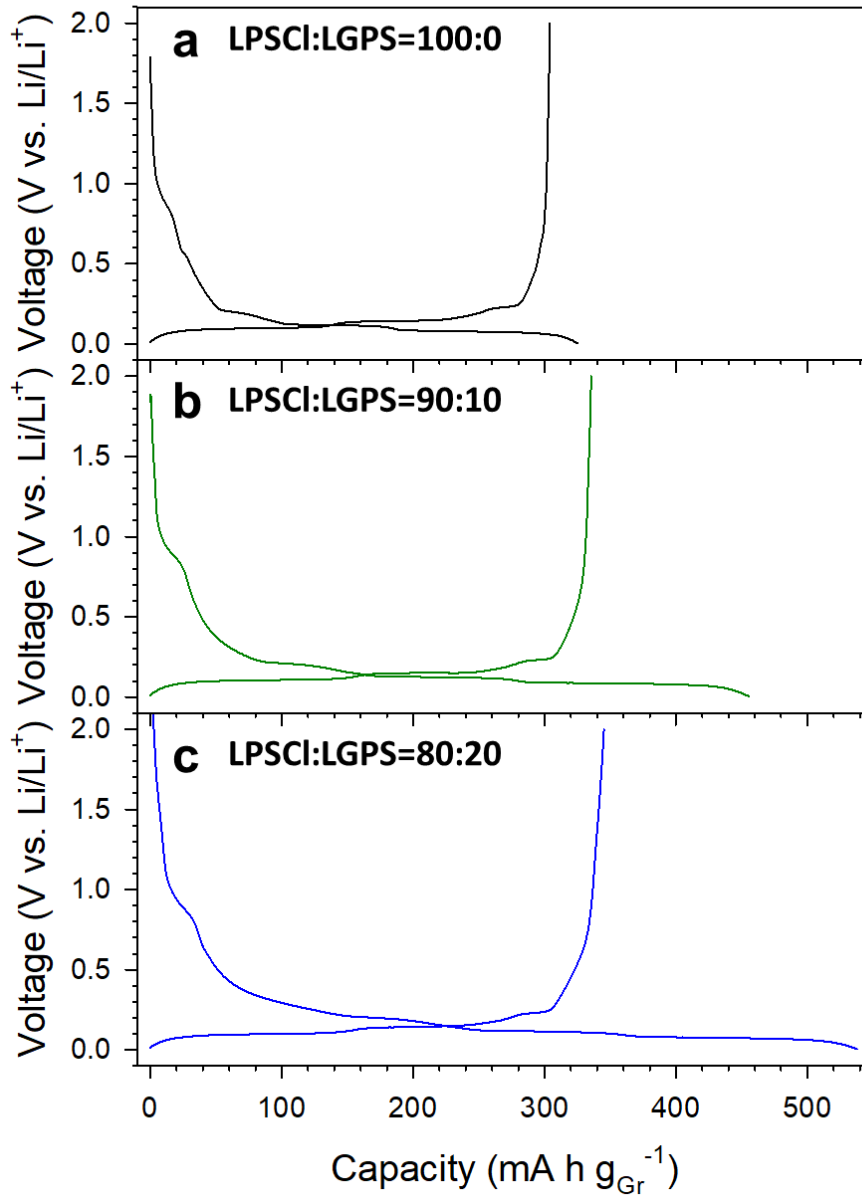 a LPSCl:LGPS=100:0
2.0
1.5
1.0
0.5
0.0
Voltage (V vs. Li/Li⁺)
b LPSCl:LGPS=90:10
2.0
1.5
1.0
0.5
0.0
Voltage (V vs. Li/Li⁺)
c LPSCl:LGPS=80:20
2.0
1.5
1.0
0.5
0.0
Voltage (V vs. Li/Li⁺)
0 100 200 300 400 500
Capacity (mA h g_Gr⁻¹)